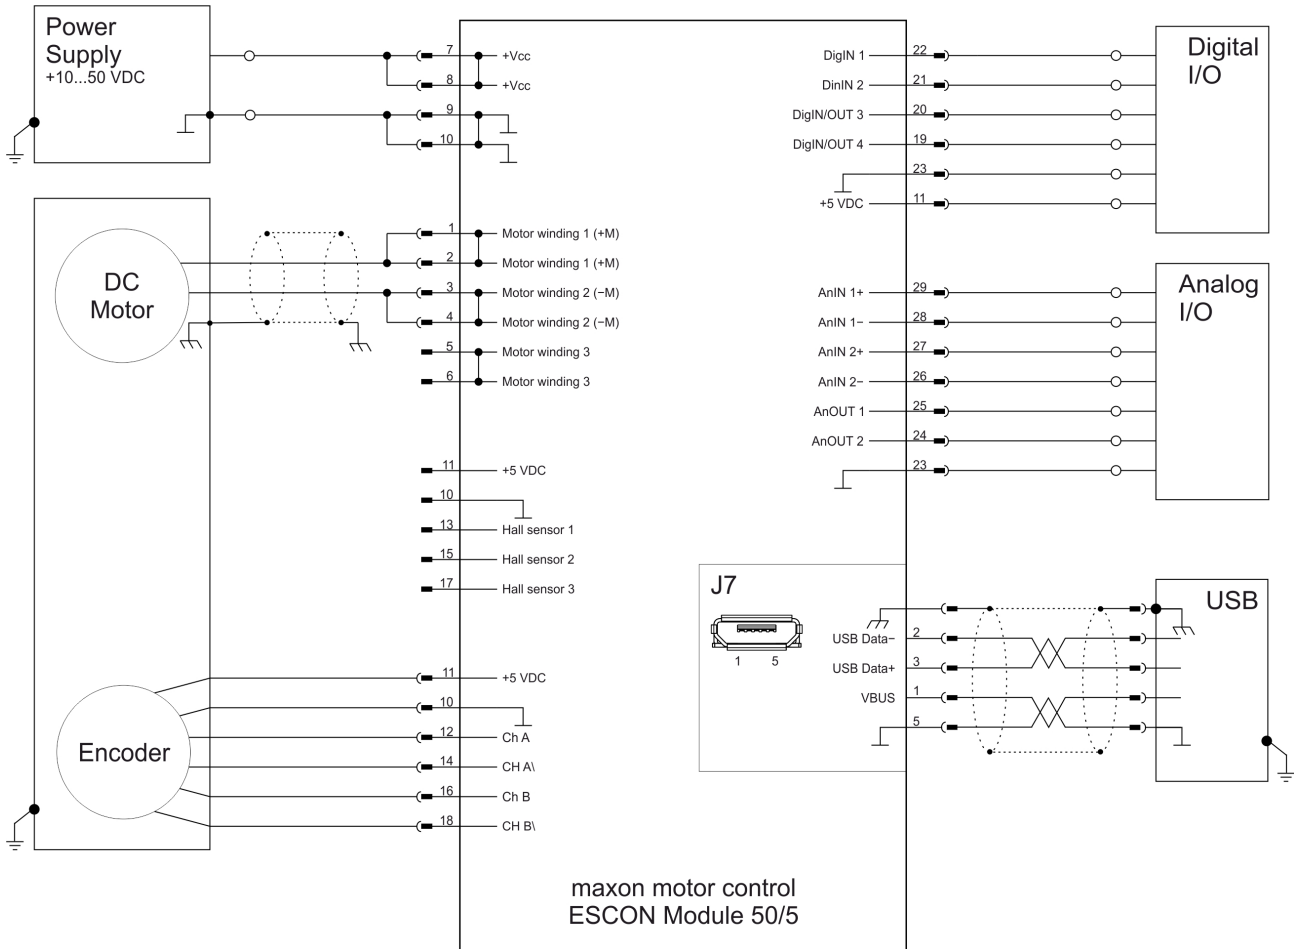 Power
Supply
+10...50 VDC
7 +Vcc
8 +Vcc
9
10
DC
Motor
1 Motor winding 1 (+M)
2 Motor winding 1 (+M)
3 Motor winding 2 (−M)
4 Motor winding 2 (−M)
5 Motor winding 3
6 Motor winding 3
11 +5 VDC
10
13 Hall sensor 1
15 Hall sensor 2
17 Hall sensor 3
Encoder
11 +5 VDC
10
12 Ch A
14 CH A\
16 Ch B
18 CH B\
Digital
I/O
DigIN 1 22
DinIN 2 21
DigIN/OUT 3 20
DigIN/OUT 4 19
23
+5 VDC 11
Analog
I/O
AnIN 1+ 29
AnIN 1− 28
AnIN 2+ 27
AnIN 2− 26
AnOUT 1 25
AnOUT 2 24
23
J7
1 5
USB
USB Data− 2
USB Data+ 3
VBUS 1
5
maxon motor control
ESCON Module 50/5